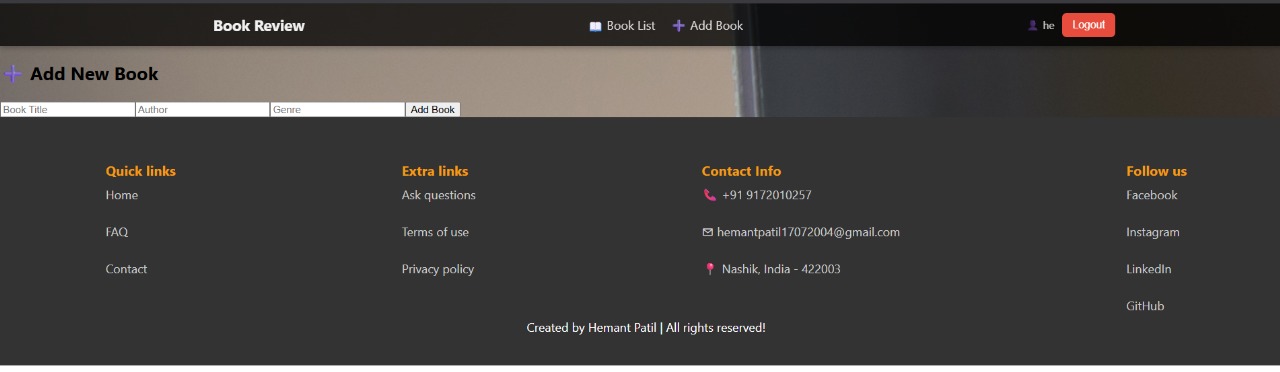 Book Review
📖 Book List
➕ Add Book
👤 he
Logout
➕ Add New Book
Book Title
Author
Genre
Add Book
Quick links
Home
FAQ
Contact
Extra links
Ask questions
Terms of use
Privacy policy
Contact Info
📞 +91 9172010257
✉ hemantpatil17072004@gmail.com
📍 Nashik, India - 422003
Follow us
Facebook
Instagram
LinkedIn
GitHub
Created by Hemant Patil | All rights reserved!